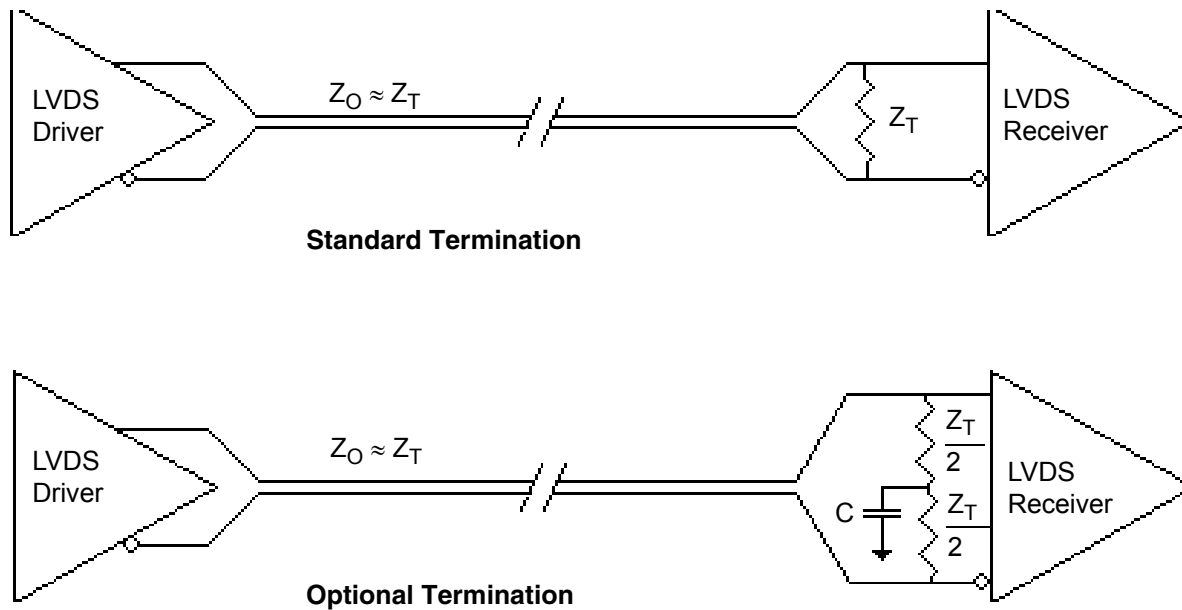 LVDS
Driver
Z_O ≈ Z_T
Z_T
LVDS
Receiver
Standard Termination
LVDS
Driver
Z_O ≈ Z_T
C
Z_T
2
Z_T
2
LVDS
Receiver
Optional Termination